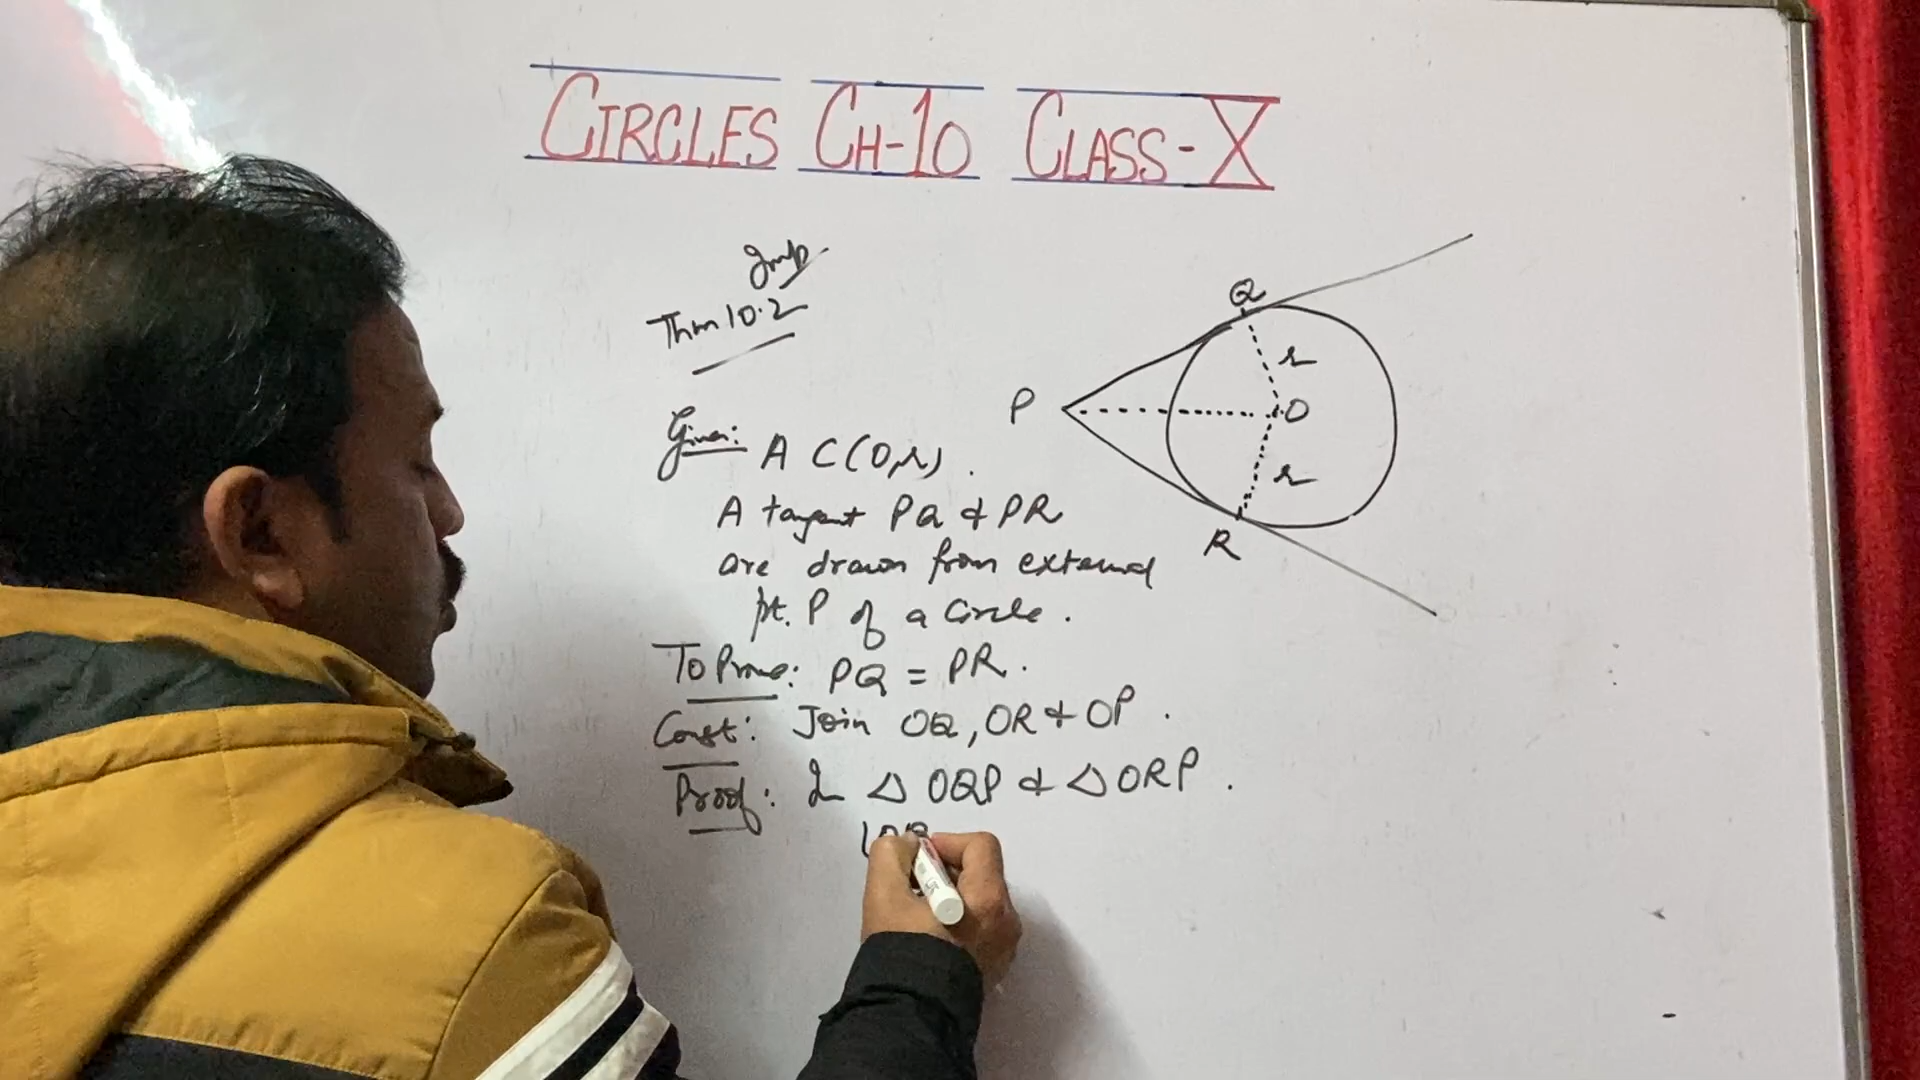 CIRCLES CH-10 CLASS-X
Imp
Thm 10.2
Q
r
P
O
r
R
Given: A C(O,r).
A tangent PQ & PR
are drawn from external
pt. P of a Circle.
To Prove: PQ = PR.
Const: Join OQ, OR & OP.
Proof: In △ OQP & △ ORP.